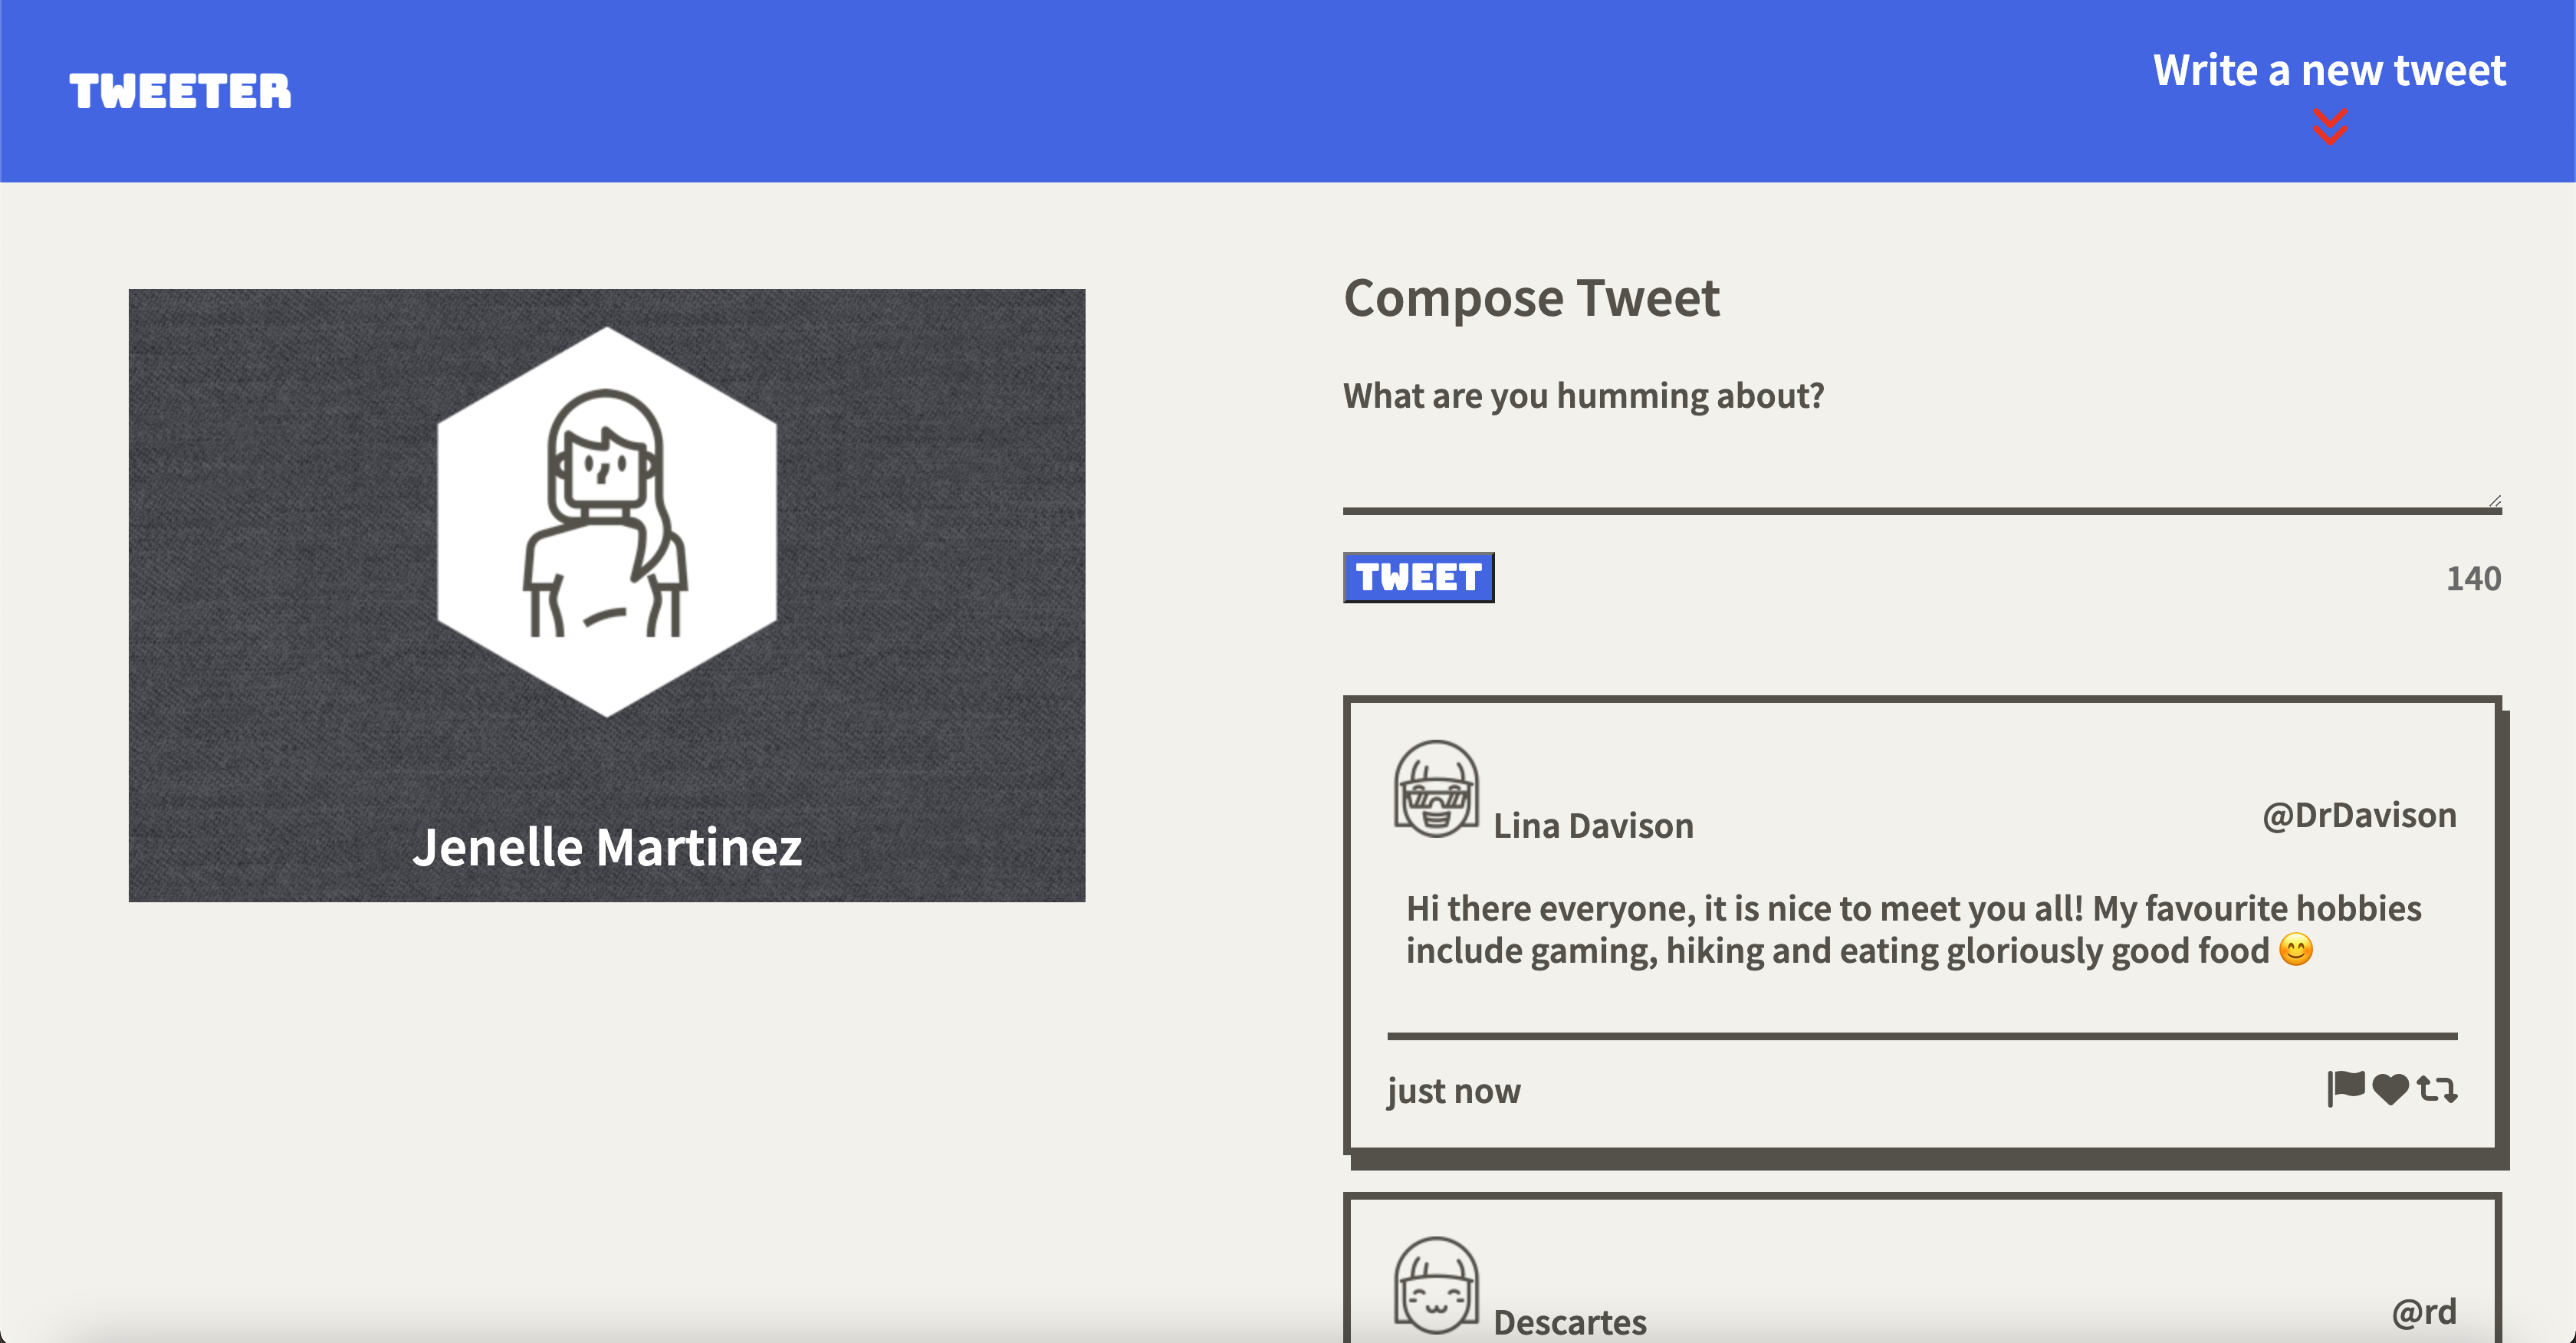 TWEETER
Write a new tweet
Jenelle Martinez
Compose Tweet
What are you humming about?
TWEET
140
Lina Davison
@DrDavison
Hi there everyone, it is nice to meet you all! My favourite hobbies
include gaming, hiking and eating gloriously good food 😊
just now
Descartes
@rd